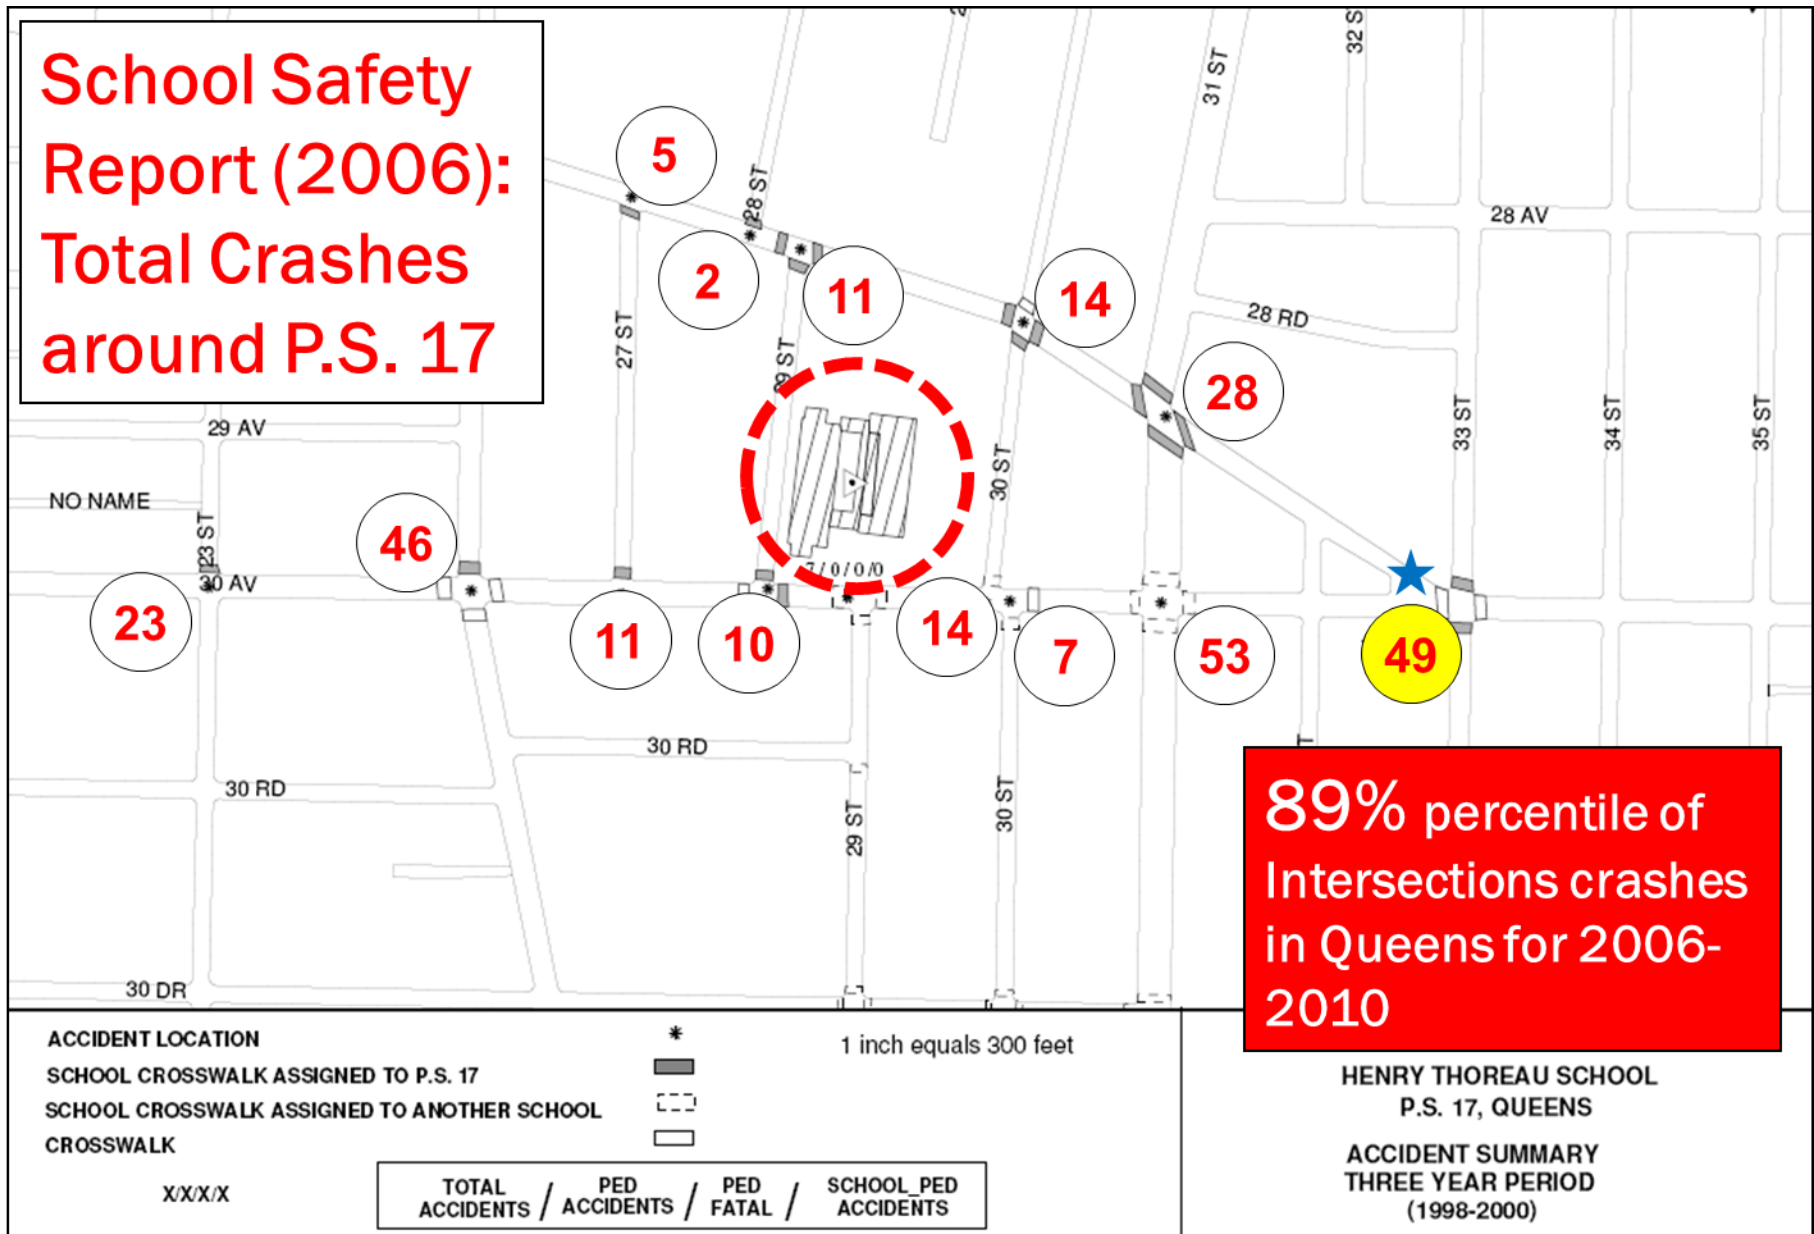 School Safety
Report (2006):
Total Crashes
around P.S. 17
32 S
31 ST
5
28 ST
28 AV
2
11
14
28 RD
27 ST
29 ST
28
29 AV
33 ST
34 ST
35 ST
30 ST
NO NAME
23 ST
46
7/0/0/0
30 AV
23
11
10
14
7
53
49
30 RD
30 RD
29 ST
30 ST
89% percentile of
Intersections crashes
in Queens for 2006-
2010
30 DR
ACCIDENT LOCATION
1 inch equals 300 feet
SCHOOL CROSSWALK ASSIGNED TO P.S. 17
SCHOOL CROSSWALK ASSIGNED TO ANOTHER SCHOOL
CROSSWALK
X/X/X/X
TOTAL ACCIDENTS / PED ACCIDENTS / PED FATAL / SCHOOL_PED ACCIDENTS
HENRY THOREAU SCHOOL
P.S. 17, QUEENS
ACCIDENT SUMMARY
THREE YEAR PERIOD
(1998-2000)